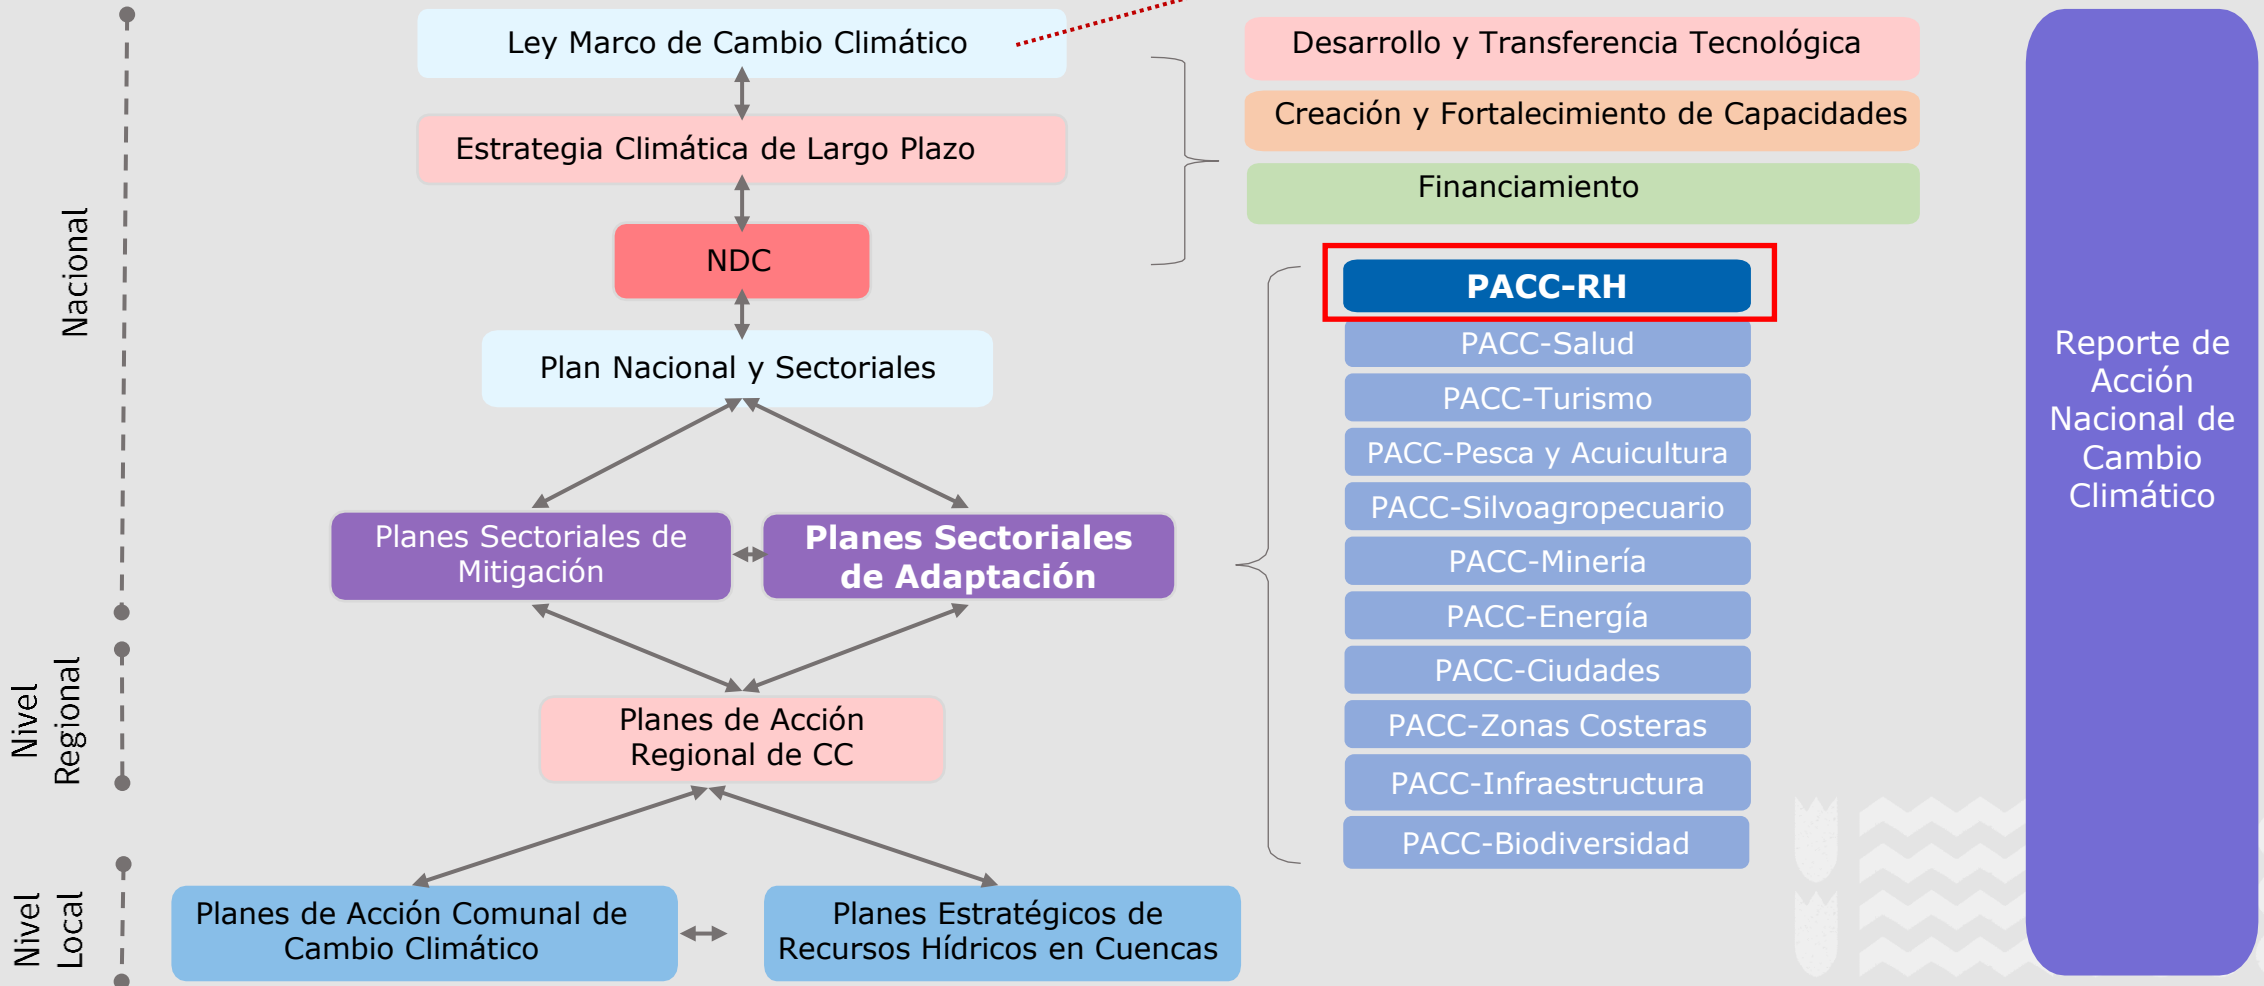 Nacional
Ley Marco de Cambio Climático
Estrategia Climática de Largo Plazo
NDC
Plan Nacional y Sectoriales
Planes Sectoriales de
Mitigación
Planes Sectoriales
de Adaptación
Nivel
Regional
Planes de Acción
Regional de CC
Nivel
Local
Planes de Acción Comunal de
Cambio Climático
Planes Estratégicos de
Recursos Hídricos en Cuencas
Desarrollo y Transferencia Tecnológica
Creación y Fortalecimiento de Capacidades
Financiamiento
PACC-RH
PACC-Salud
PACC-Turismo
PACC-Pesca y Acuicultura
PACC-Silvoagropecuario
PACC-Minería
PACC-Energía
PACC-Ciudades
PACC-Zonas Costeras
PACC-Infraestructura
PACC-Biodiversidad
Reporte de
Acción
Nacional de
Cambio
Climático